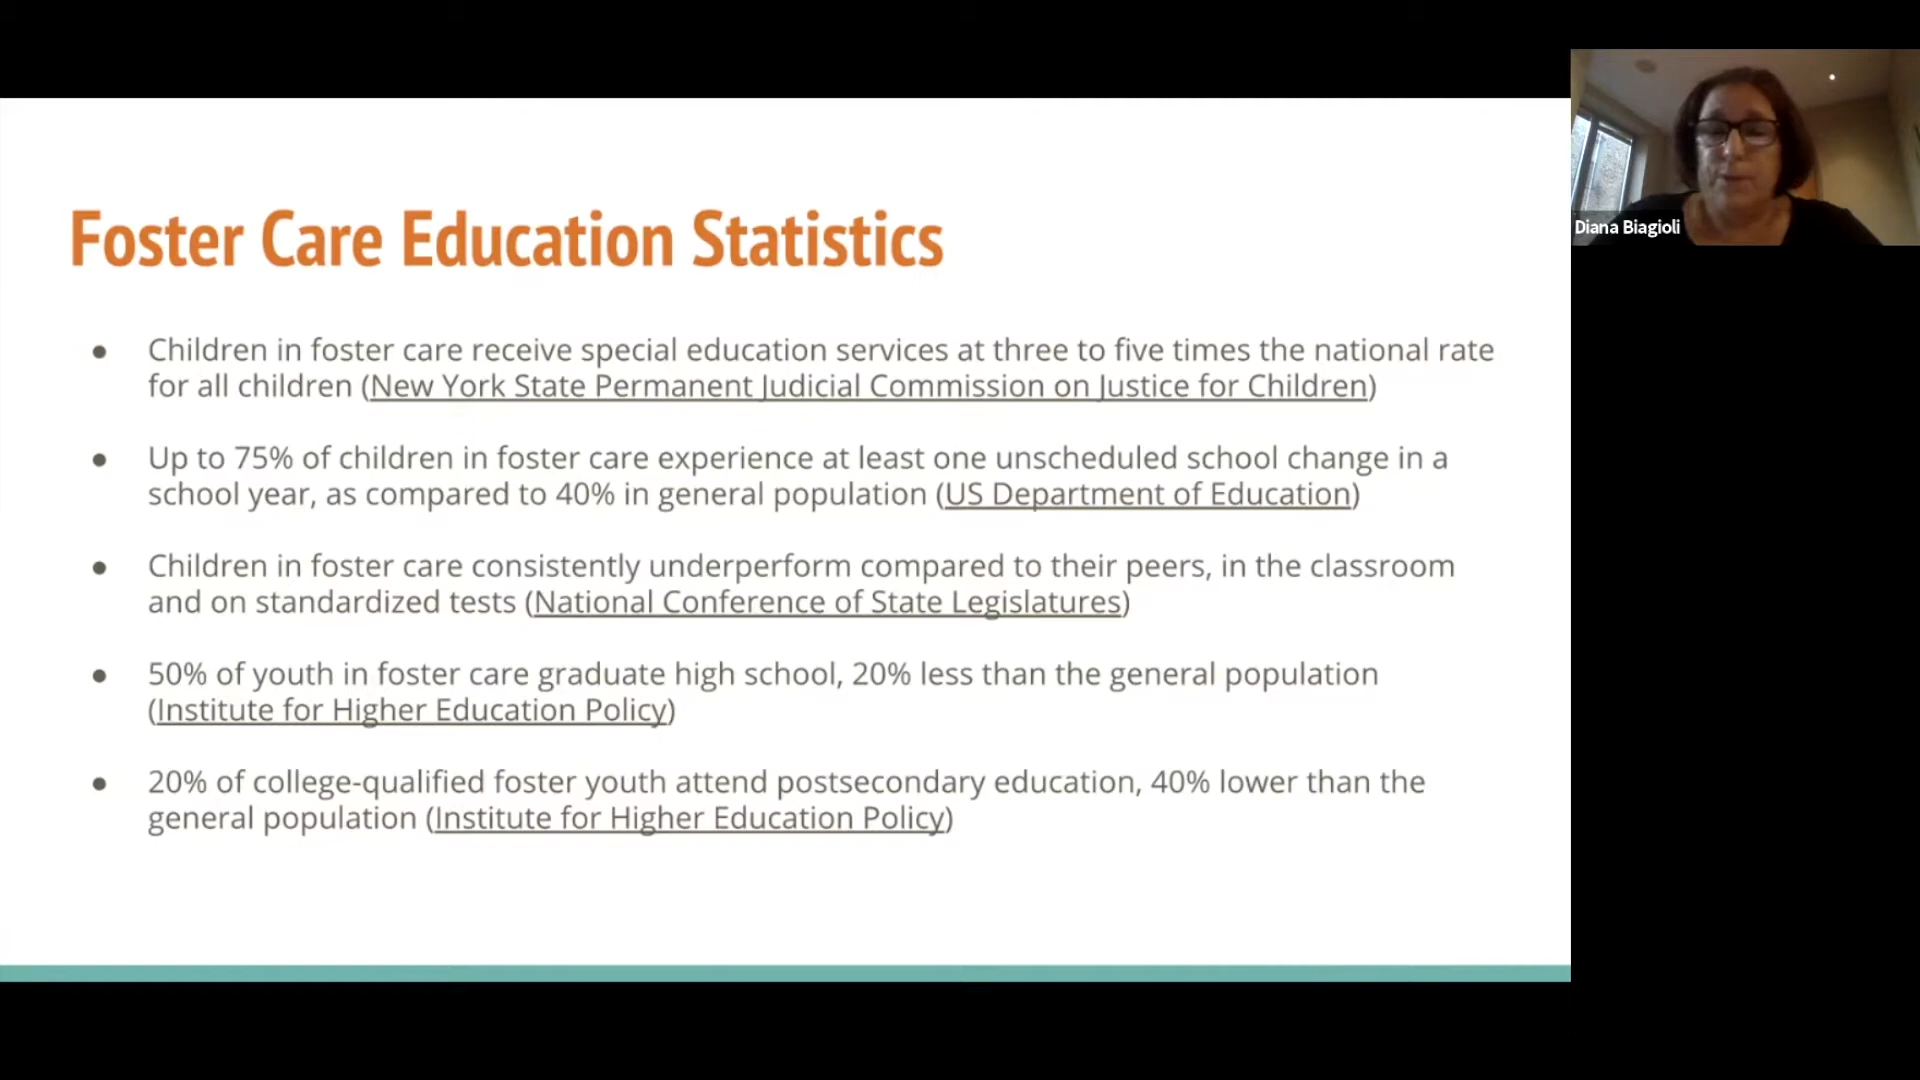 Foster Care Education Statistics
● Children in foster care receive special education services at three to five times the national rate
for all children (New York State Permanent Judicial Commission on Justice for Children)
● Up to 75% of children in foster care experience at least one unscheduled school change in a
school year, as compared to 40% in general population (US Department of Education)
● Children in foster care consistently underperform compared to their peers, in the classroom
and on standardized tests (National Conference of State Legislatures)
● 50% of youth in foster care graduate high school, 20% less than the general population
(Institute for Higher Education Policy)
● 20% of college-qualified foster youth attend postsecondary education, 40% lower than the
general population (Institute for Higher Education Policy)
Diana Biagioli